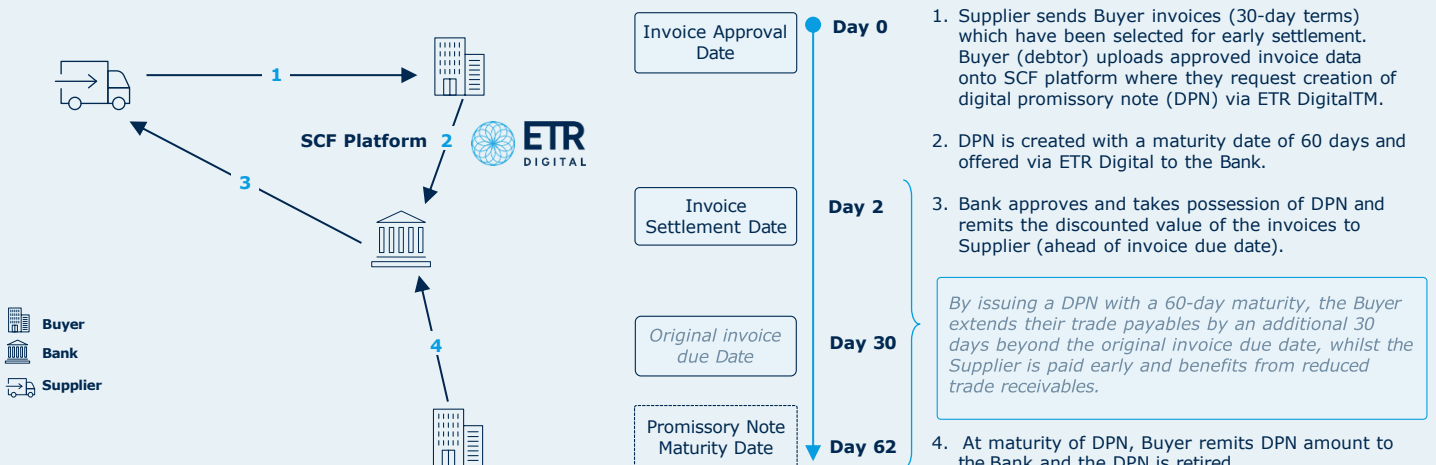 1
SCF Platform 2
ETR
DIGITAL
3
4
Buyer
Bank
Supplier
Invoice Approval
Date
Day 0
Invoice
Settlement Date
Day 2
Original invoice
due Date
Day 30
Promissory Note
Maturity Date
Day 62
1. Supplier sends Buyer invoices (30-day terms)
which have been selected for early settlement.
Buyer (debtor) uploads approved invoice data
onto SCF platform where they request creation of
digital promissory note (DPN) via ETR DigitalTM.
2. DPN is created with a maturity date of 60 days and
offered via ETR Digital to the Bank.
3. Bank approves and takes possession of DPN and
remits the discounted value of the invoices to
Supplier (ahead of invoice due date).
By issuing a DPN with a 60-day maturity, the Buyer
extends their trade payables by an additional 30
days beyond the original invoice due date, whilst the
Supplier is paid early and benefits from reduced
trade receivables.
4. At maturity of DPN, Buyer remits DPN amount to
the Bank and the DPN is retired